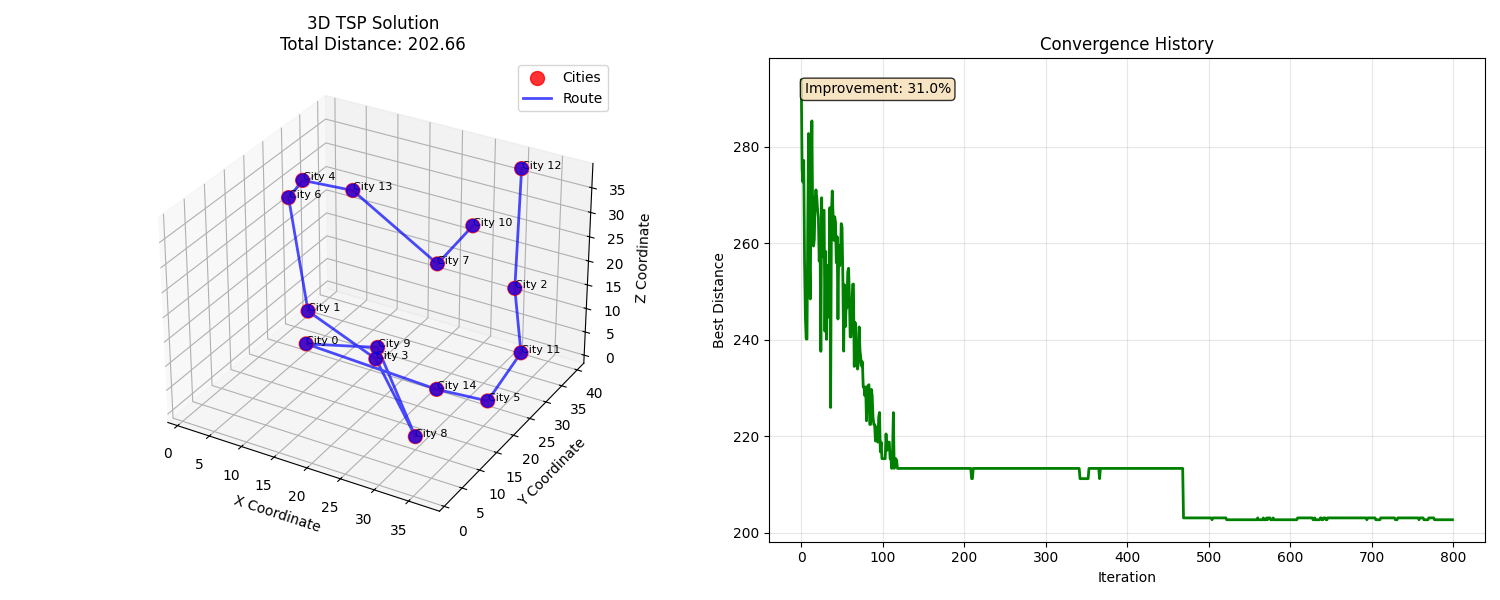 3D TSP Solution
Total Distance: 202.66
Cities
Route
City 12
City 4
City 13
City 6
City 10
City 7
City 2
City 1
City 0
City 9
City 3
City 11
City 14
City 5
City 8
35
30
25
20
15
10
5
0
Z Coordinate
0
5
10
15
20
25
30
35
X Coordinate
0
5
10
15
20
25
30
35
40
Y Coordinate
Convergence History
Improvement: 31.0%
280
260
240
220
200
Best Distance
0 100 200 300 400 500 600 700 800
Iteration